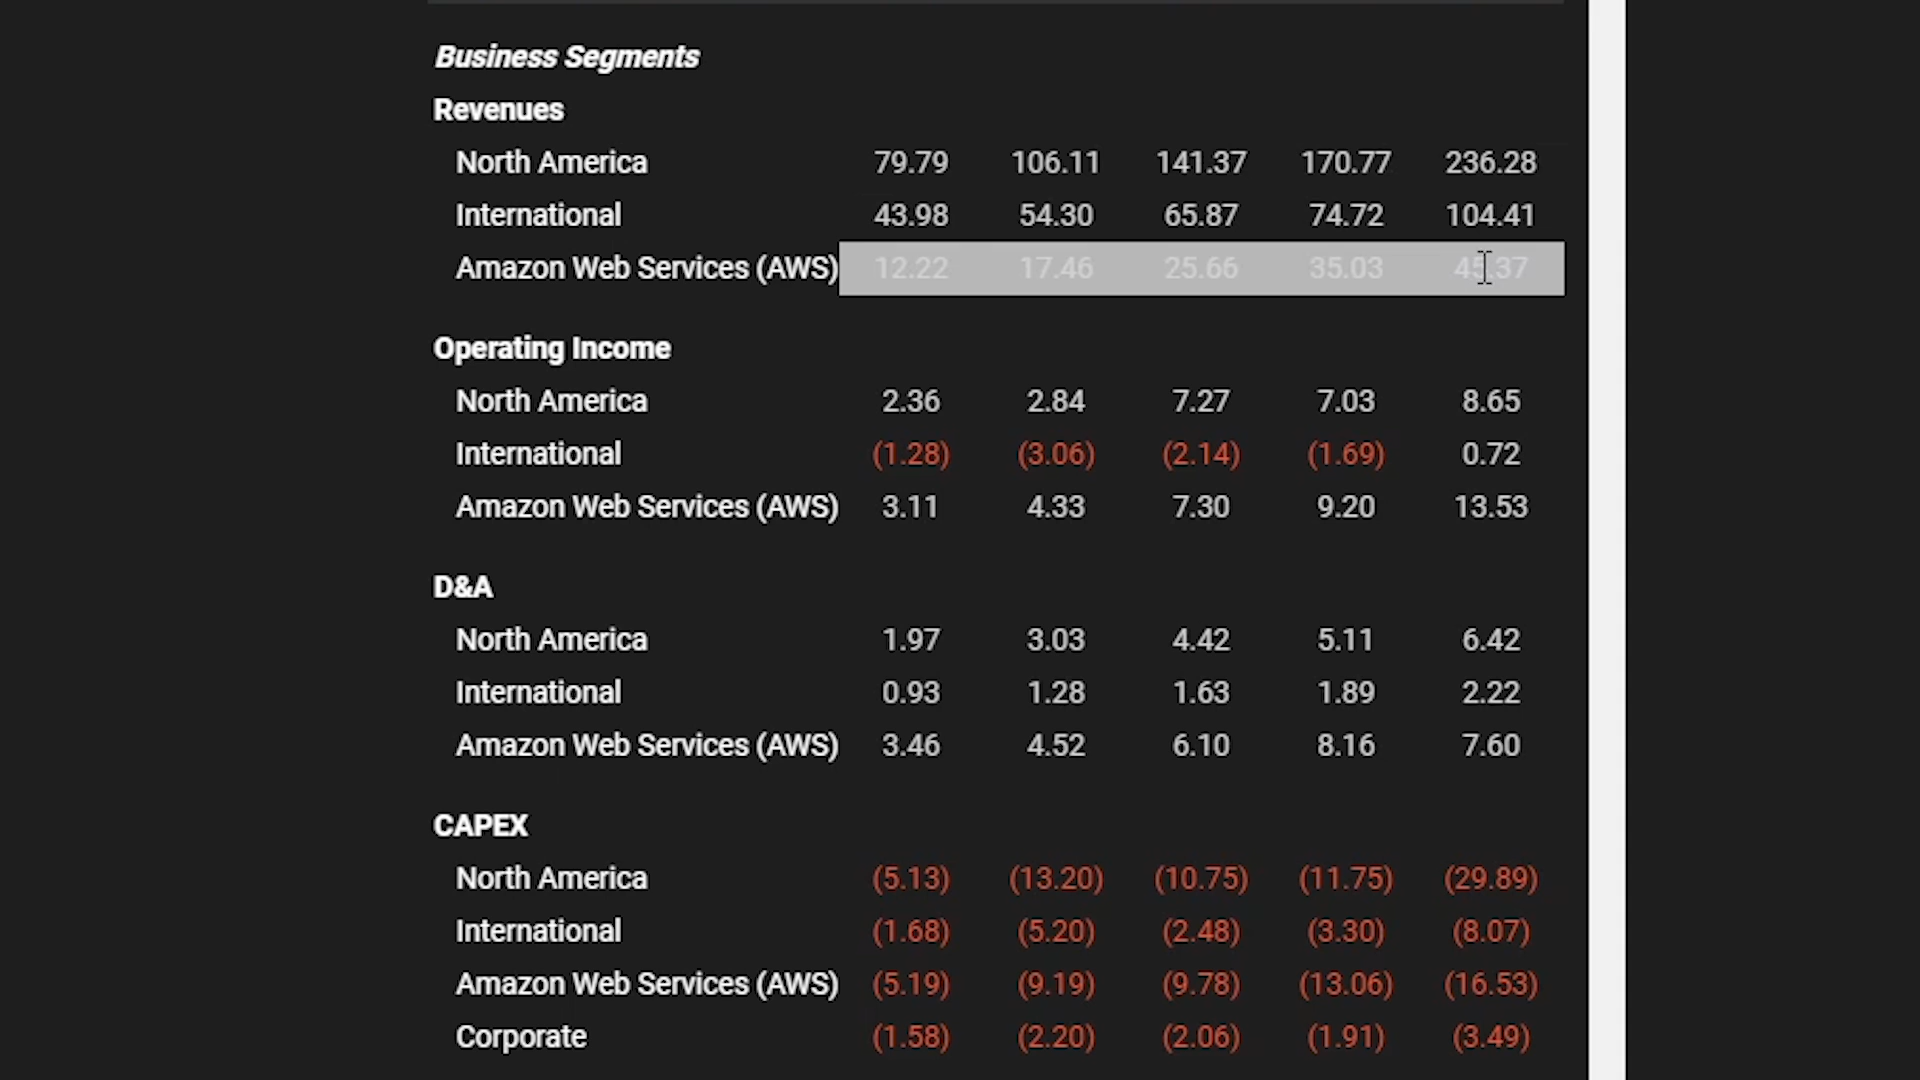 Business Segments
Revenues
North America 79.79 106.11 141.37 170.77 236.28
International 43.98 54.30 65.87 74.72 104.41
Amazon Web Services (AWS) 12.22 17.46 25.66 35.03 45.37
Operating Income
North America 2.36 2.84 7.27 7.03 8.65
International (1.28) (3.06) (2.14) (1.69) 0.72
Amazon Web Services (AWS) 3.11 4.33 7.30 9.20 13.53
D&A
North America 1.97 3.03 4.42 5.11 6.42
International 0.93 1.28 1.63 1.89 2.22
Amazon Web Services (AWS) 3.46 4.52 6.10 8.16 7.60
CAPEX
North America (5.13) (13.20) (10.75) (11.75) (29.89)
International (1.68) (5.20) (2.48) (3.30) (8.07)
Amazon Web Services (AWS) (5.19) (9.19) (9.78) (13.06) (16.53)
Corporate (1.58) (2.20) (2.06) (1.91) (3.49)